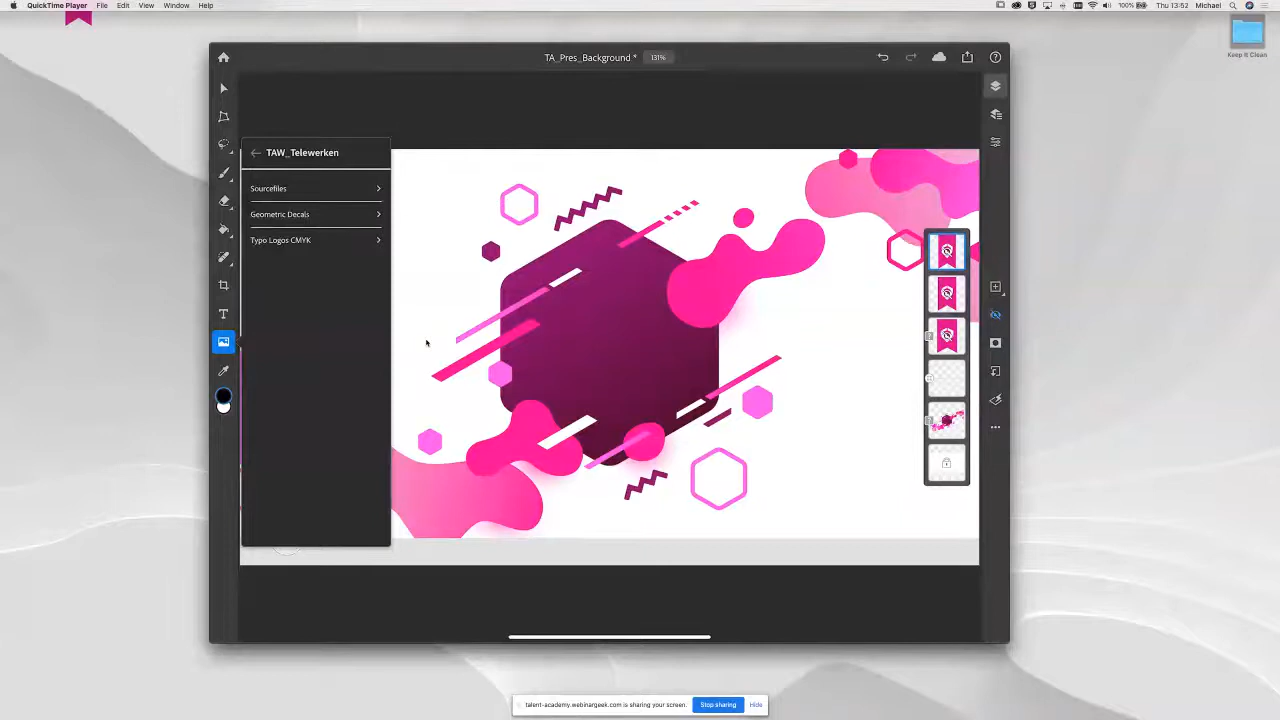 QuickTime Player File Edit View Window Help
100% Thu 13:52 Michael
Keep It Clean
TA_Pres_Background * 131%
TAW_Telewerken
Sourcefiles
Geometric Decals
Typo Logos CMYK
T
talent-academy.webinargeek.com is sharing your screen. Stop sharing Hide